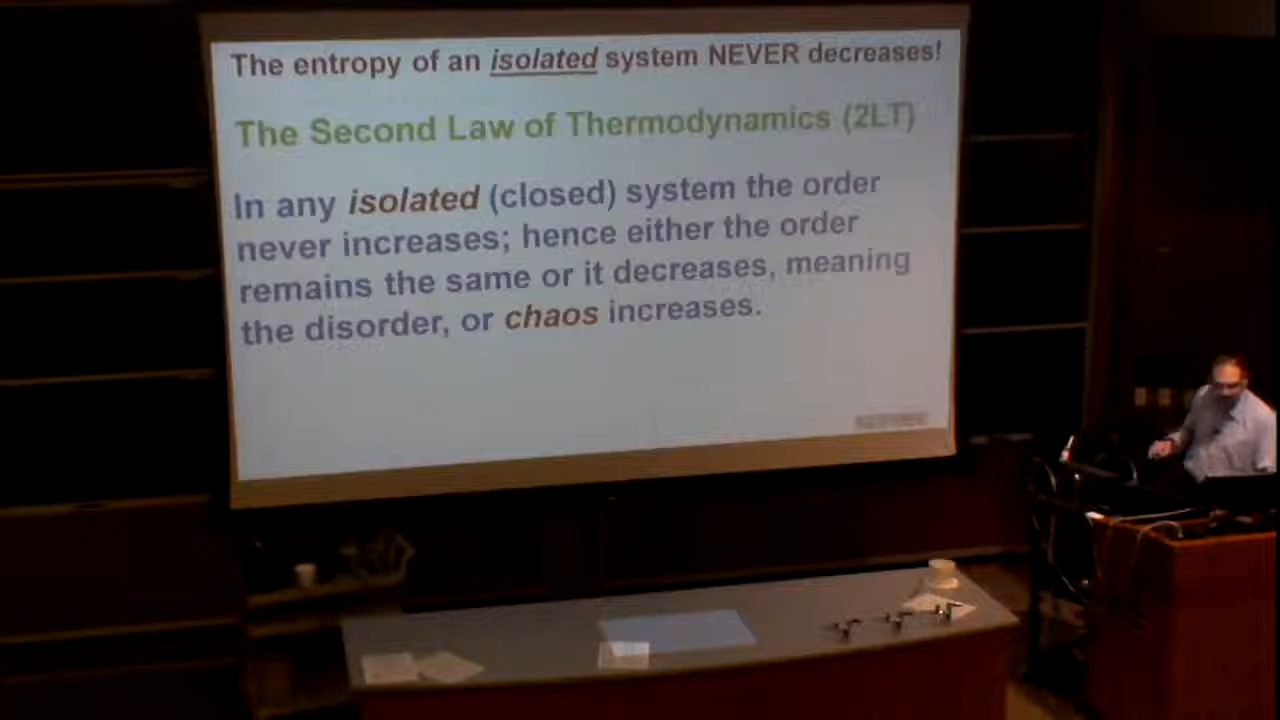 The entropy of an isolated system NEVER decreases!
The Second Law of Thermodynamics (2LT)
In any isolated (closed) system the order
never increases; hence either the order
remains the same or it decreases, meaning
the disorder, or chaos increases.